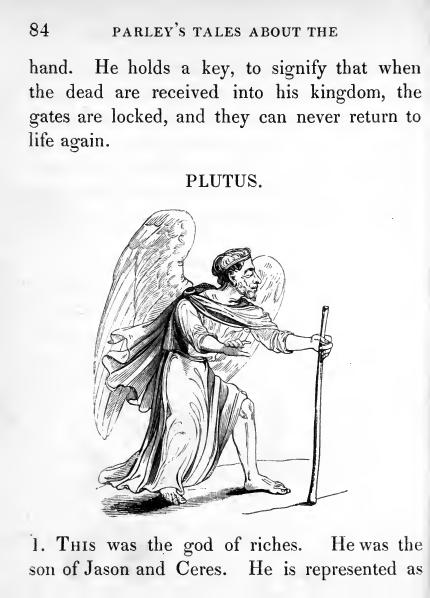 84 PARLEY'S TALES ABOUT THE
hand. He holds a key, to signify that when
the dead are received into his kingdom, the
gates are locked, and they can never return to
life again.
PLUTUS.
1. THIS was the god of riches. He was the
son of Jason and Ceres. He is represented as